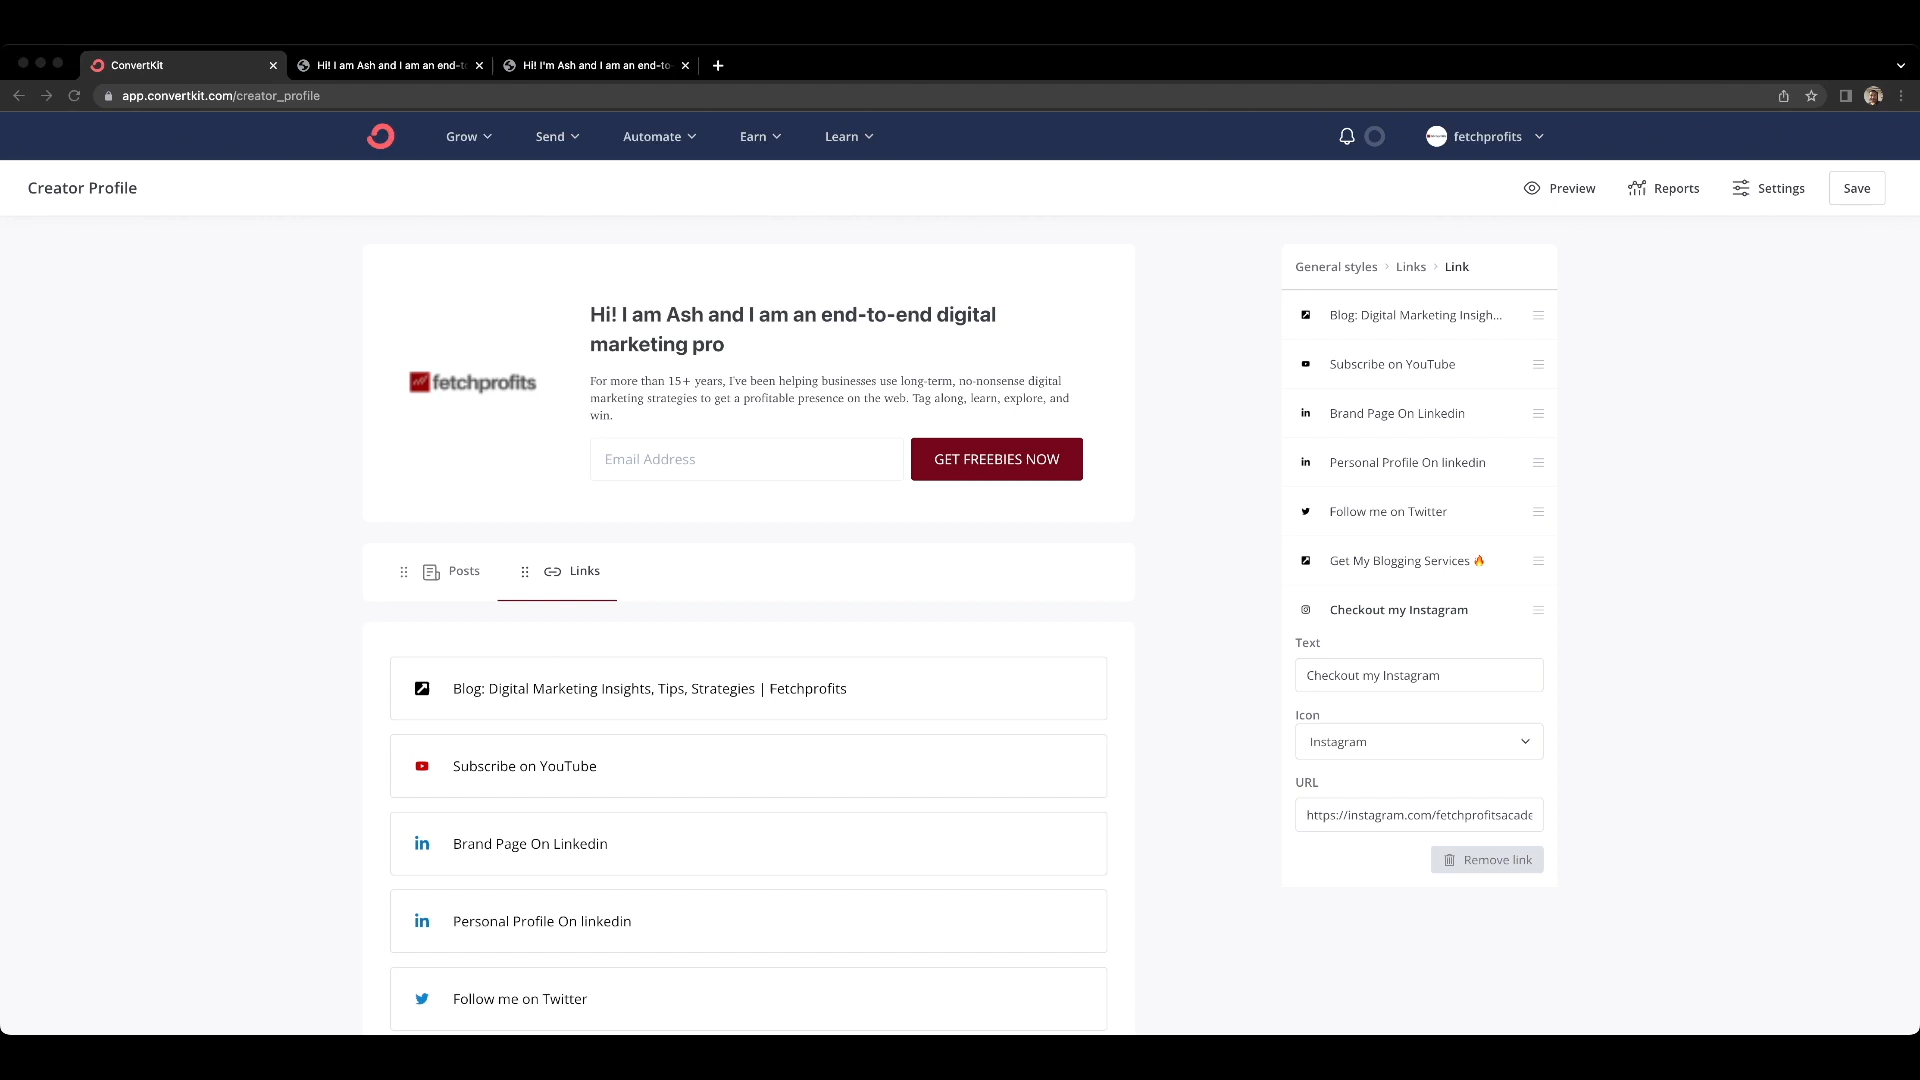 ConvertKit
Hi! I am Ash and I am an end-to
Hi! I'm Ash and I am an end-to-
app.convertkit.com/creator_profile
Grow
Send
Automate
Earn
Learn
fetchprofits
Creator Profile
Preview
Reports
Settings
Save
Hi! I am Ash and I am an end-to-end digital
marketing pro
fetchprofits
For more than 15+ years, I've been helping businesses use long-term, no-nonsense digital
marketing strategies to get a profitable presence on the web. Tag along, learn, explore, and
win.
Email Address
GET FREEBIES NOW
Posts
Links
Blog: Digital Marketing Insights, Tips, Strategies | Fetchprofits
Subscribe on YouTube
Brand Page On Linkedin
Personal Profile On linkedin
Follow me on Twitter
General styles > Links > Link
Blog: Digital Marketing Insigh...
Subscribe on YouTube
Brand Page On Linkedin
Personal Profile On linkedin
Follow me on Twitter
Get My Blogging Services 🔥
Checkout my Instagram
Text
Checkout my Instagram
Icon
Instagram
URL
https://instagram.com/fetchprofitsacade
Remove link